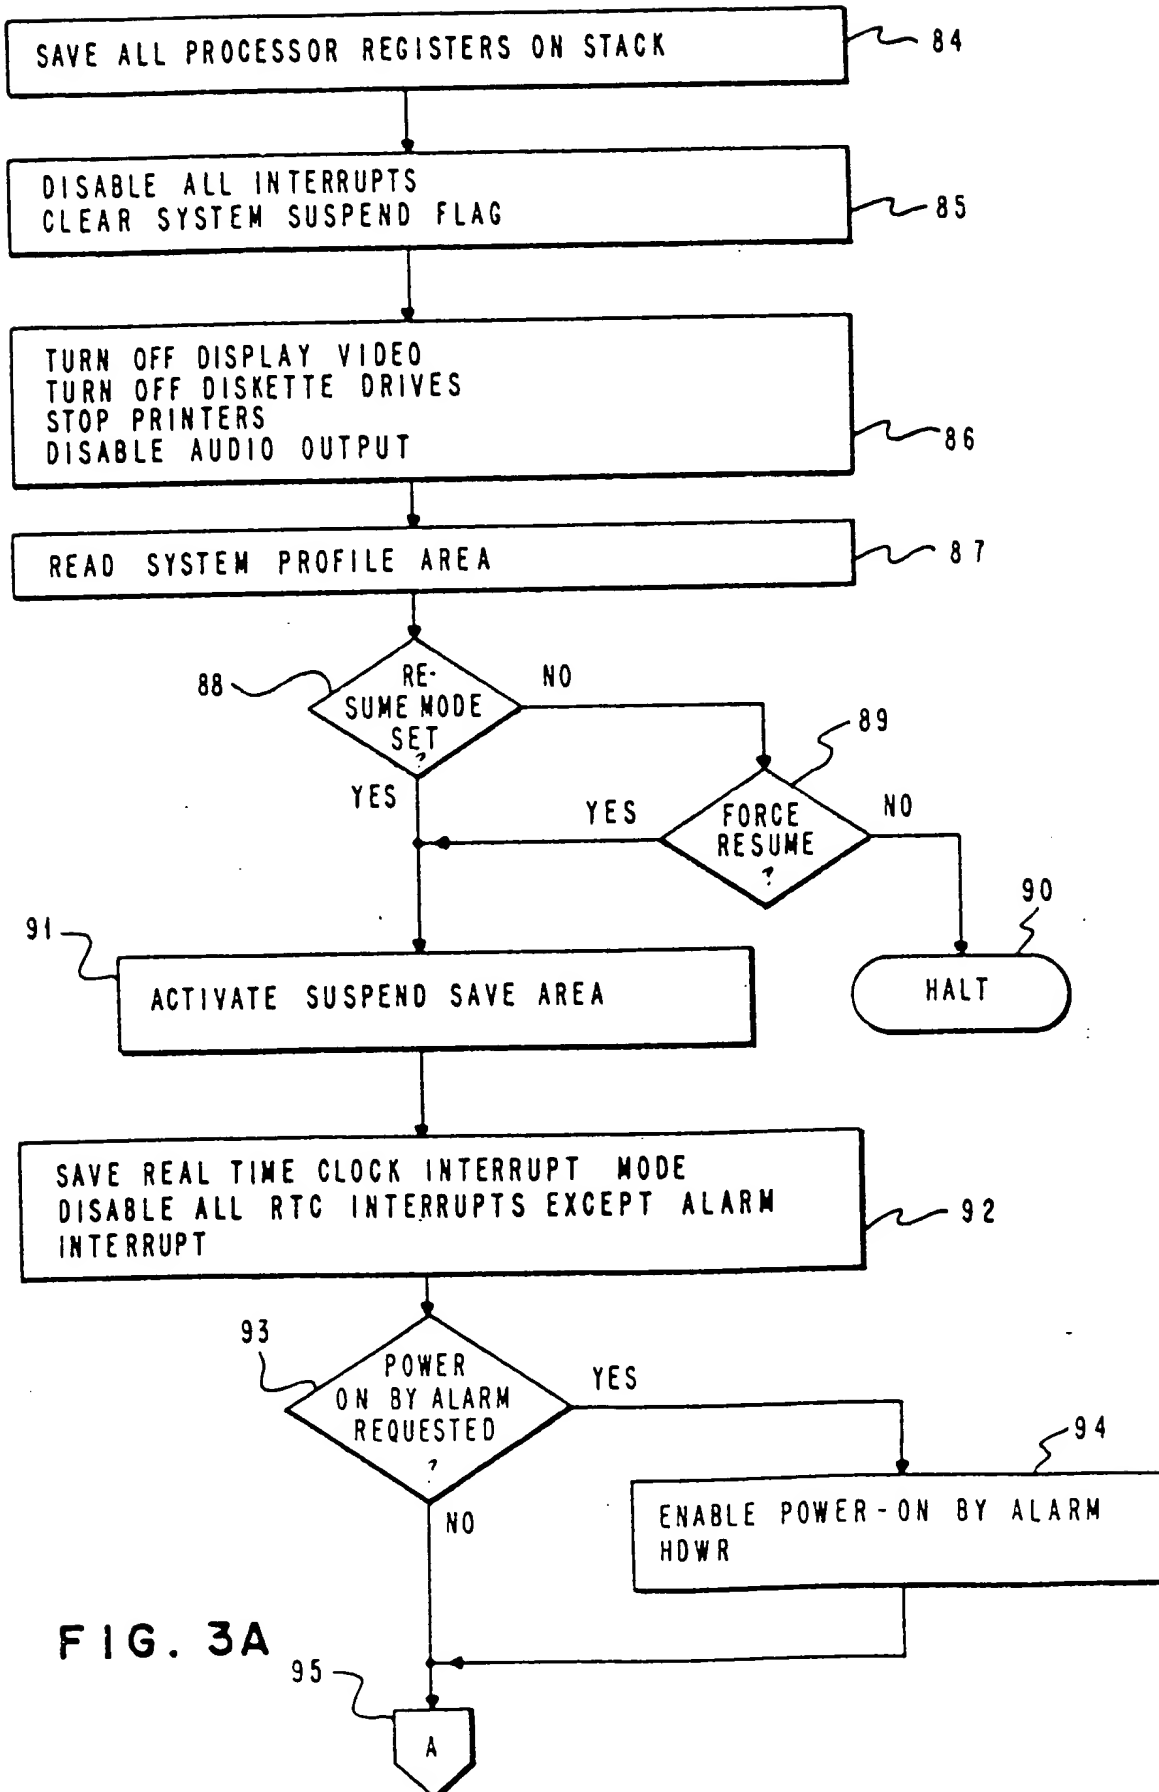 SAVE ALL PROCESSOR REGISTERS ON STACK
84
DISABLE ALL INTERRUPTS
CLEAR SYSTEM SUSPEND FLAG
85
TURN OFF DISPLAY VIDEO
TURN OFF DISKETTE DRIVES
STOP PRINTERS
DISABLE AUDIO OUTPUT
86
READ SYSTEM PROFILE AREA
87
88
RE-
SUME MODE
SET
?
NO
YES
89
FORCE
RESUME
?
YES
NO
90
HALT
91
ACTIVATE SUSPEND SAVE AREA
SAVE REAL TIME CLOCK INTERRUPT MODE
DISABLE ALL RTC INTERRUPTS EXCEPT ALARM
INTERRUPT
92
93
POWER
ON BY ALARM
REQUESTED
?
YES
NO
94
ENABLE POWER-ON BY ALARM
HDWR
FIG. 3A
95
A